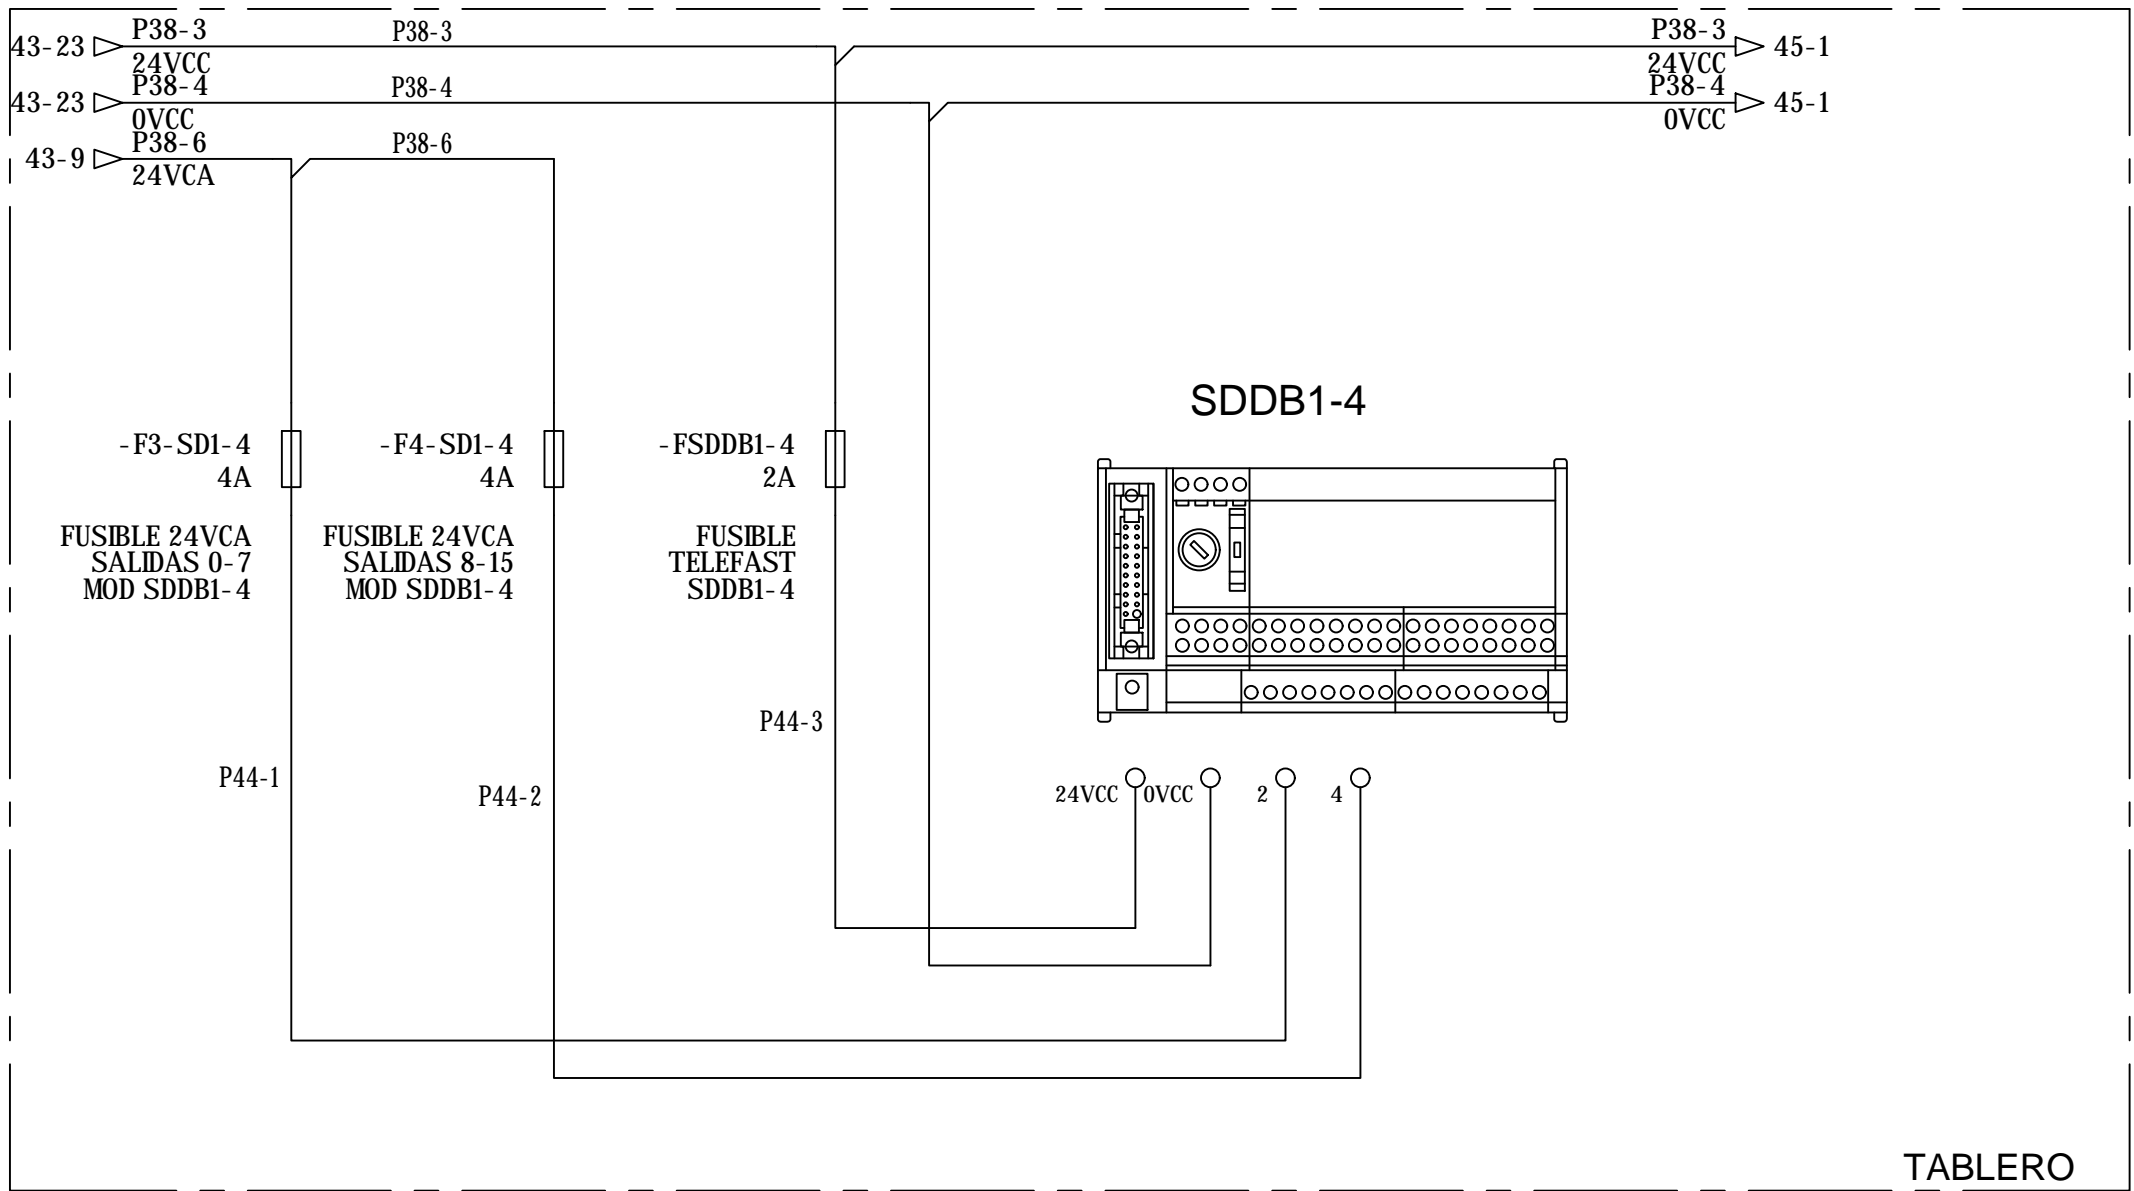 P38-3
P38-3
P38-3
43-23
45-1
24VCC
24VCC
P38-4
P38-4
P38-4
43-23
45-1
0VCC
0VCC
P38-6
P38-6
43-9
24VCA
SDDB1-4
-F3-SD1-4
4A
FUSIBLE 24VCA
SALIDAS 0-7
MOD SDDB1-4
-F4-SD1-4
4A
FUSIBLE 24VCA
SALIDAS 8-15
MOD SDDB1-4
-FSDDB1-4
2A
FUSIBLE
TELEFAST
SDDB1-4
P44-3
P44-1
P44-2
24VCC
0VCC
2
4
TABLERO